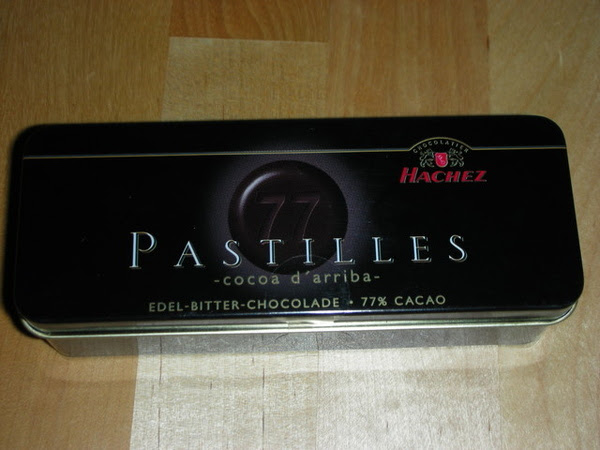 CHOCOLATIER
HACHEZ
77
PASTILLES
-cocoa d'arriba-
EDEL-BITTER-CHOCOLADE • 77% CACAO